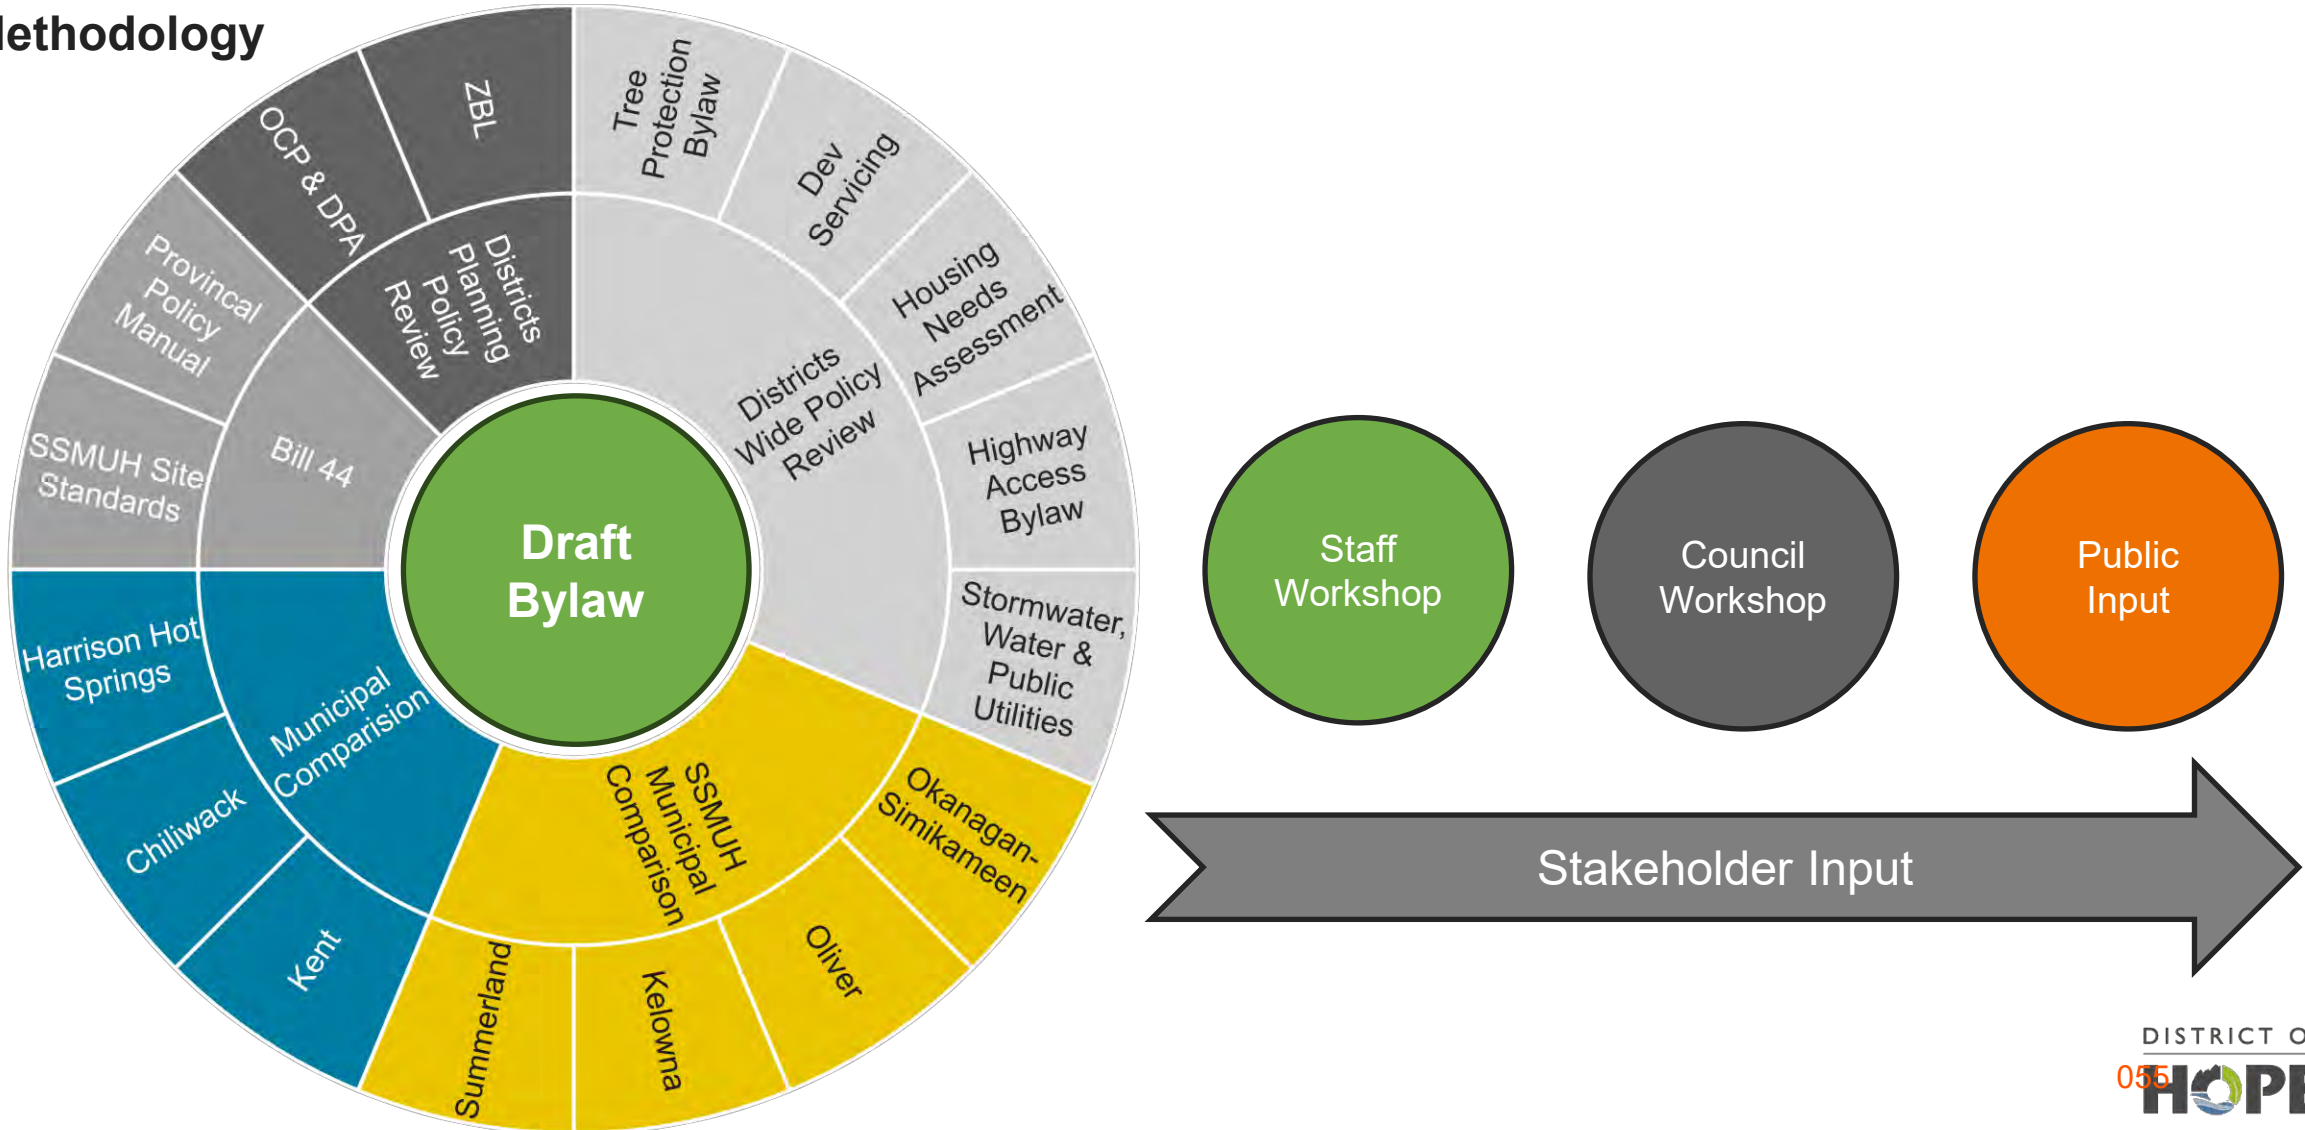 Methodology
ZBL
OCP & DPA
Districts
Planning
Policy
Review
Tree
Protection
Bylaw
Dev
Servicing
Housing
Needs
Assessment
Highway
Access
Bylaw
Stormwater,
Water &
Public
Utilities
Districts
Wide Policy
Review
Provincal
Policy
Manual
SSMUH Site
Standards
Bill 44
Harrison Hot
Springs
Chiliwack
Kent
Municipal
Comparision
SSMUH
Municipal
Comparison
Okanagan-
Simikameen
Oliver
Kelowna
Summerland
Draft
Bylaw
Staff
Workshop
Council
Workshop
Public
Input
Stakeholder Input
DISTRICT O
055
HOPE